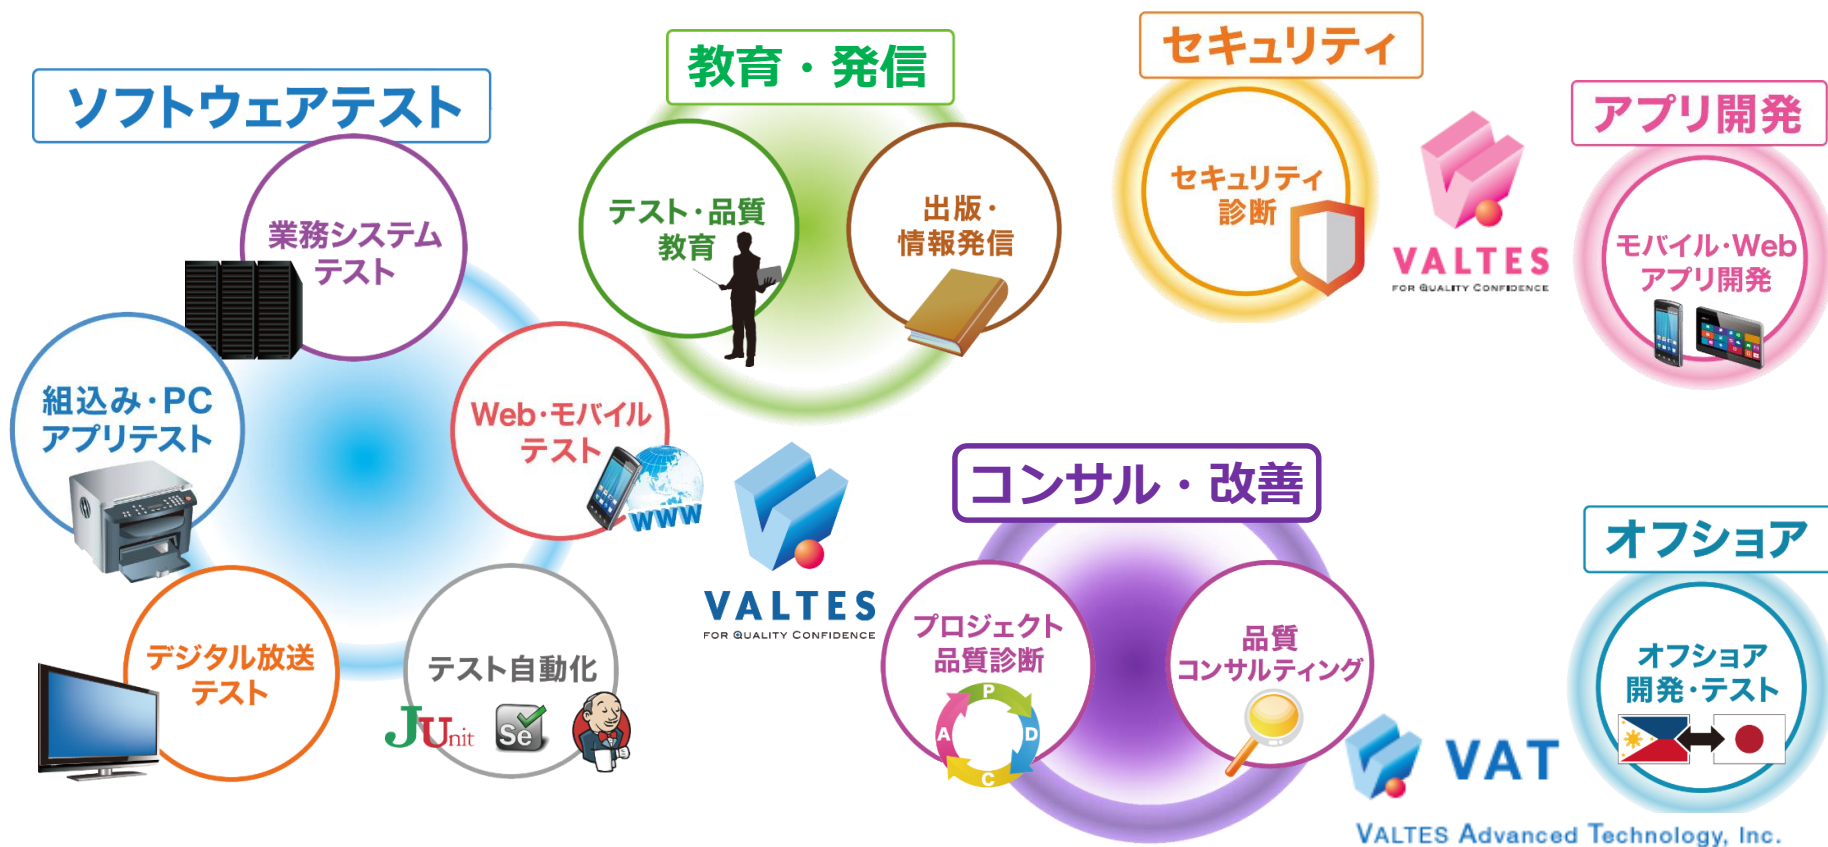 ソフトウェアテスト
業務システム
テスト
組込み・PC
アプリテスト
Web・モバイル
テスト
WWW
デジタル放送
テスト
テスト自動化
JUnit
Se
教育・発信
テスト・品質
教育
出版・
情報発信
VALTES
FOR QUALITY CONFIDENCE
コンサル・改善
プロジェクト
品質診断
P
D
C
A
品質
コンサルティング
セキュリティ
セキュリティ
診断
VALTES
FOR QUALITY CONFIDENCE
アプリ開発
モバイル・Web
アプリ開発
オフショア
オフショア
開発・テスト
VAT
VALTES Advanced Technology, Inc.